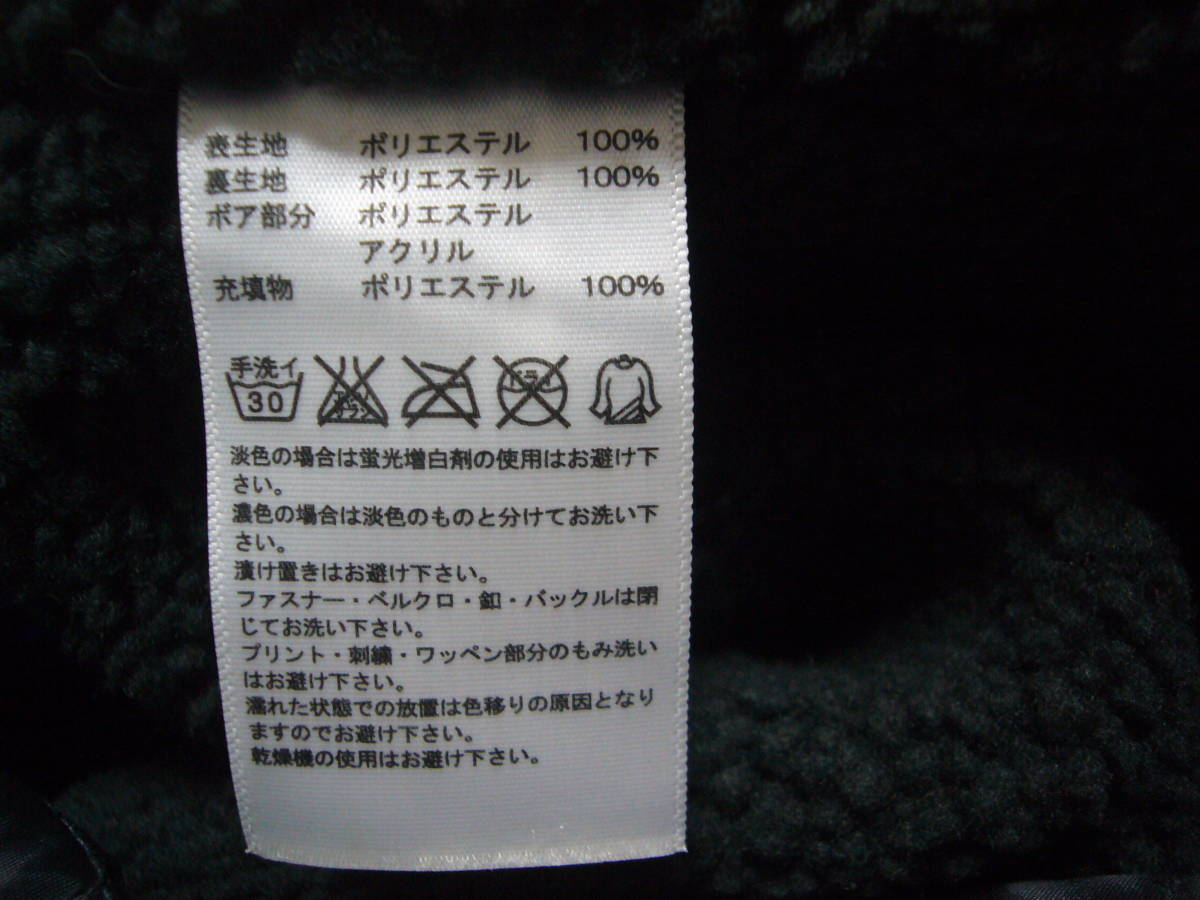 表生地 ポリエステル 100%
裏生地 ポリエステル 100%
ボア部分 ポリエステル
アクリル
充填物 ポリエステル 100%
手洗イ
30
エンソ
サラシ
ドライ
淡色の場合は蛍光増白剤の使用はお避け下
さい。
濃色の場合は淡色のものと分けてお洗い下
さい。
漬け置きはお避け下さい。
ファスナー・ベルクロ・釦・バックルは閉
じてお洗い下さい。
プリント・刺繍・ワッペン部分のもみ洗い
はお避け下さい。
濡れた状態での放置は色移りの原因となり
ますのでお避け下さい。
乾燥機の使用はお避け下さい。